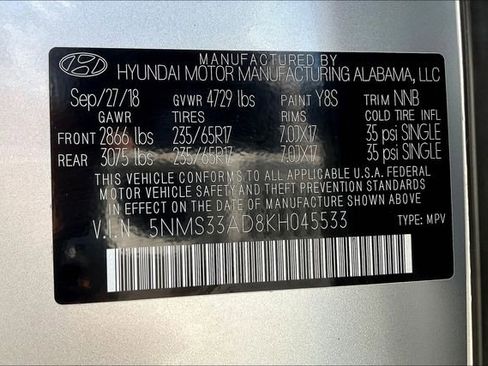 MANUFACTURED BY
HYUNDAI MOTOR MANUFACTURING ALABAMA, LLC
Sep/27/18 GVWR 4729 lbs PAINT Y8S TRIM NNB
GAWR TIRES RIMS COLD TIRE INFL
FRONT 2866 lbs 235/65R17 7.0JX17 35 psi SINGLE
REAR 3075 lbs 235/65R17 7.0JX17 35 psi SINGLE
THIS VEHICLE CONFORMS TO ALL APPLICABLE U.S.A. FEDERAL
MOTOR VEHICLE SAFETY AND THEFT PREVENTION STANDARDS
IN EFFECT ON THE DATE OF MANUFACTURE SHOWN ABOVE.
V.I.N 5NMS33AD8KH045533 TYPE: MPV